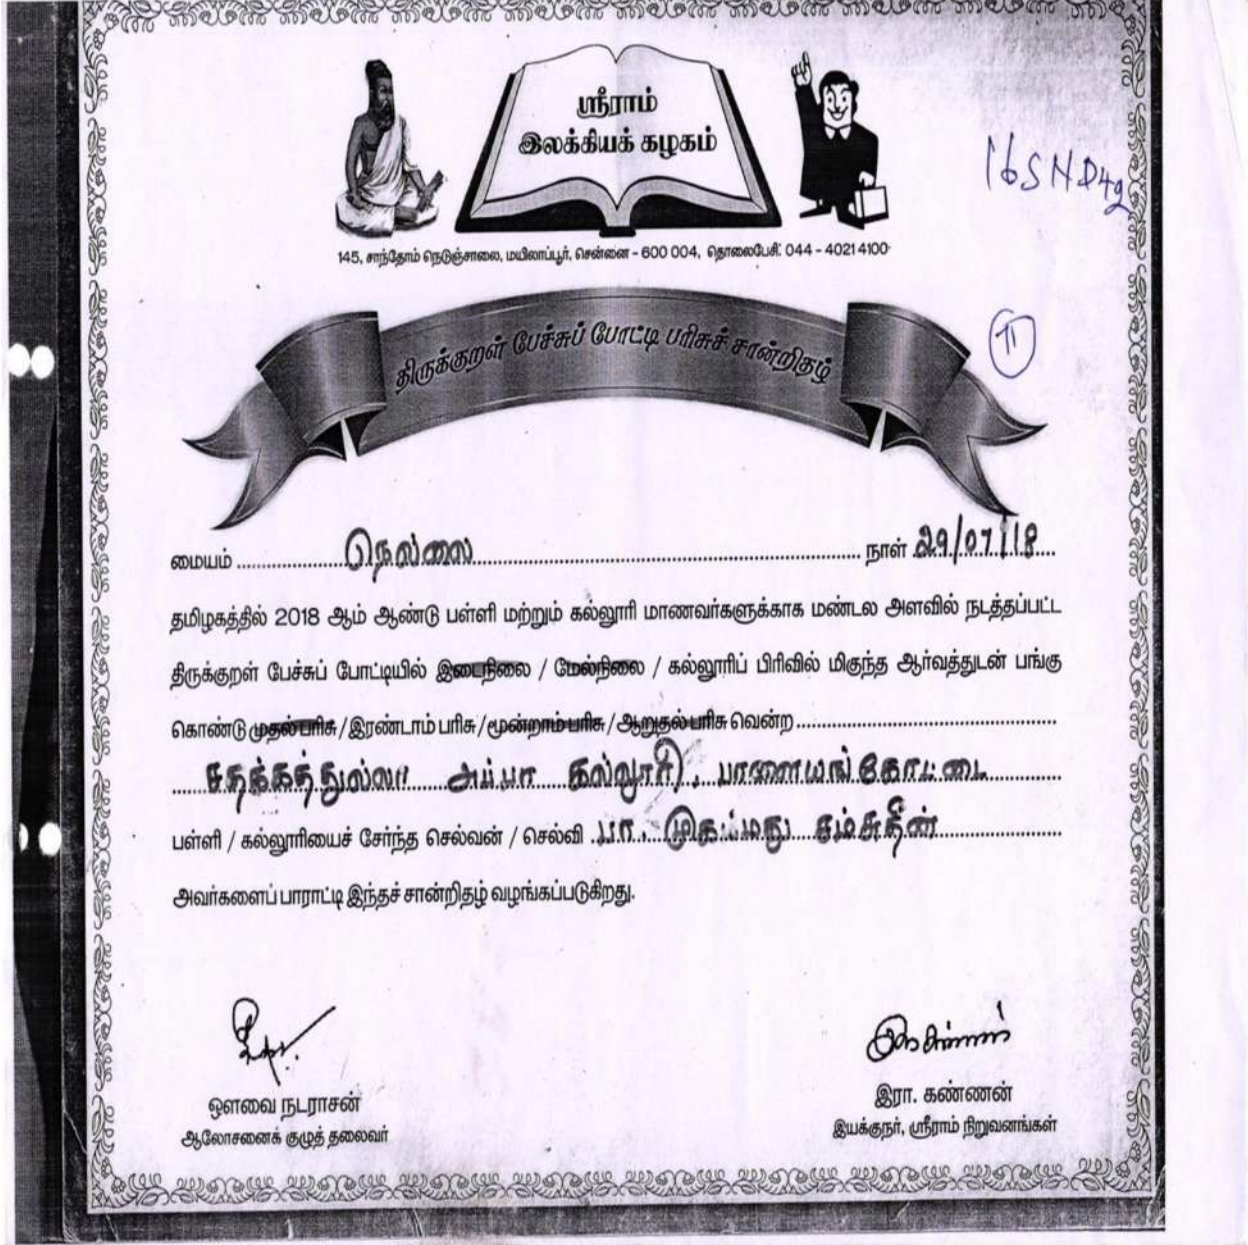 ஸ்ரீராம்
இலக்கியக் கழகம்
16SND42
145, சாந்தோம் நெடுஞ்சாலை, மயிலாப்பூர், சென்னை - 600 004, தொலைபேசி: 044 - 4021 4100
திருக்குறள் பேச்சுப் போட்டி பரிசுச் சான்றிதழ்
மையம் நெல்லை நாள் 29/07/18
தமிழகத்தில் 2018 ஆம் ஆண்டு பள்ளி மற்றும் கல்லூரி மாணவர்களுக்காக மண்டல அளவில் நடத்தப்பட்ட
திருக்குறள் பேச்சுப் போட்டியில் இடைநிலை / மேல்நிலை / கல்லூரிப் பிரிவில் மிகுந்த ஆர்வத்துடன் பங்கு
கொண்டு முதல்பரிசு / இரண்டாம் பரிசு / மூன்றாம் பரிசு / ஆறுதல் பரிசு வென்ற
சதக்கத்துல்லா அப்பா கல்லூரி, பாளையங்கோட்டை
பள்ளி / கல்லூரியைச் சேர்ந்த செல்வன் / செல்வி பா. முகம்மது சம்சுதீன்
அவர்களைப் பாராட்டி இந்தச் சான்றிதழ் வழங்கப்படுகிறது.
ஔவை நடராசன்
ஆலோசனைக் குழுத் தலைவர்
இரா. கண்ணன்
இயக்குநர், ஸ்ரீராம் நிறுவனங்கள்